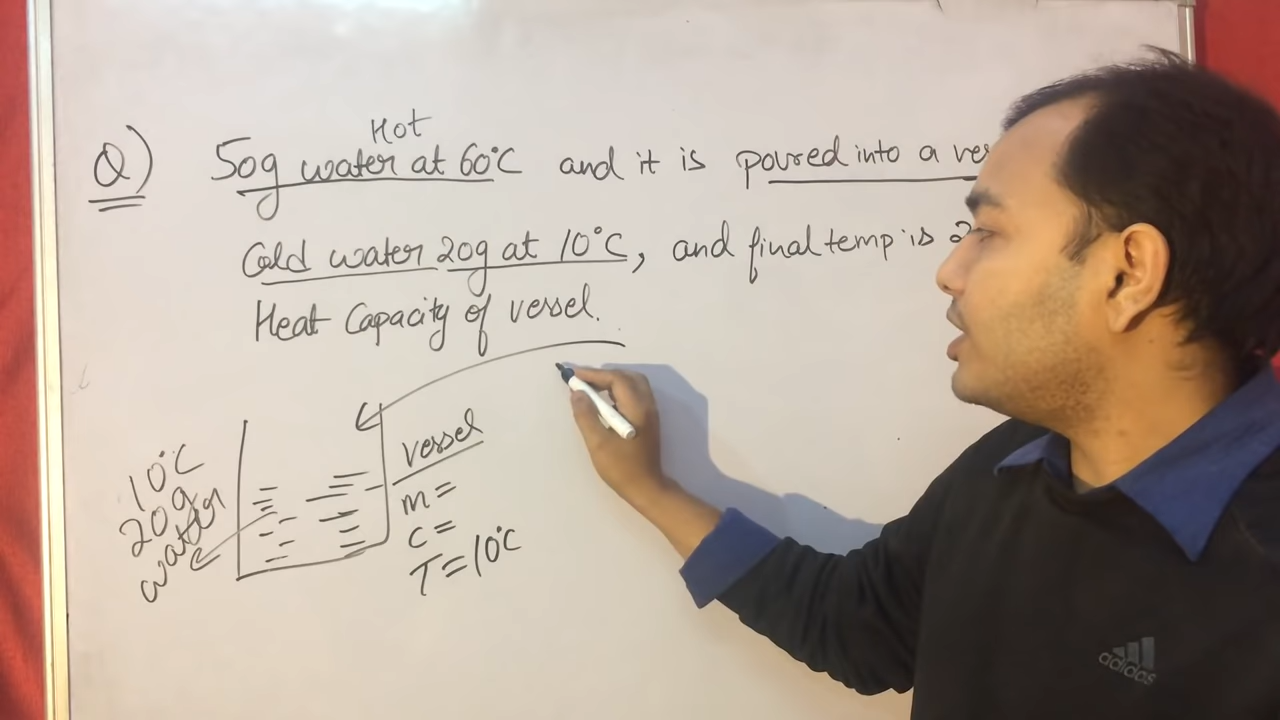 Hot
Q) 50g water at 60°C and it is poured into a
Cold water 20g at 10°C, and final temp is
Heat Capacity of vessel.
10°C
20g
water
vessel
m =
C =
T = 10°C
adidas